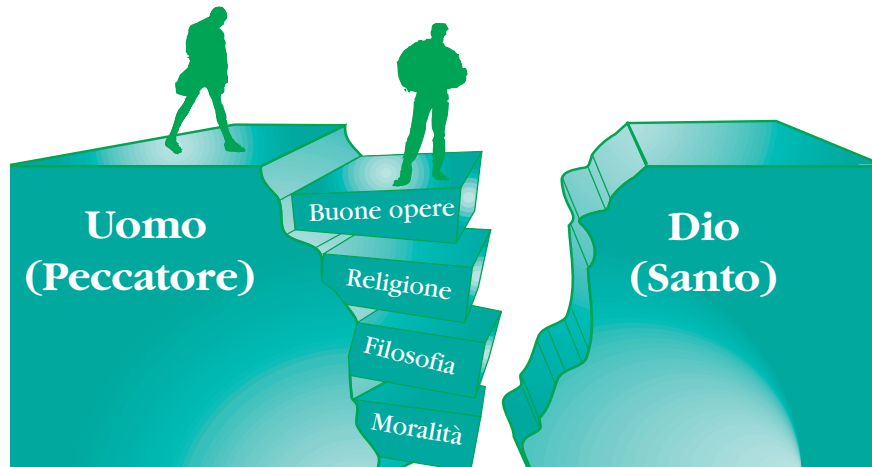 Uomo
(Peccatore)
Buone opere
Religione
Filosofia
Moralità
Dio
(Santo)